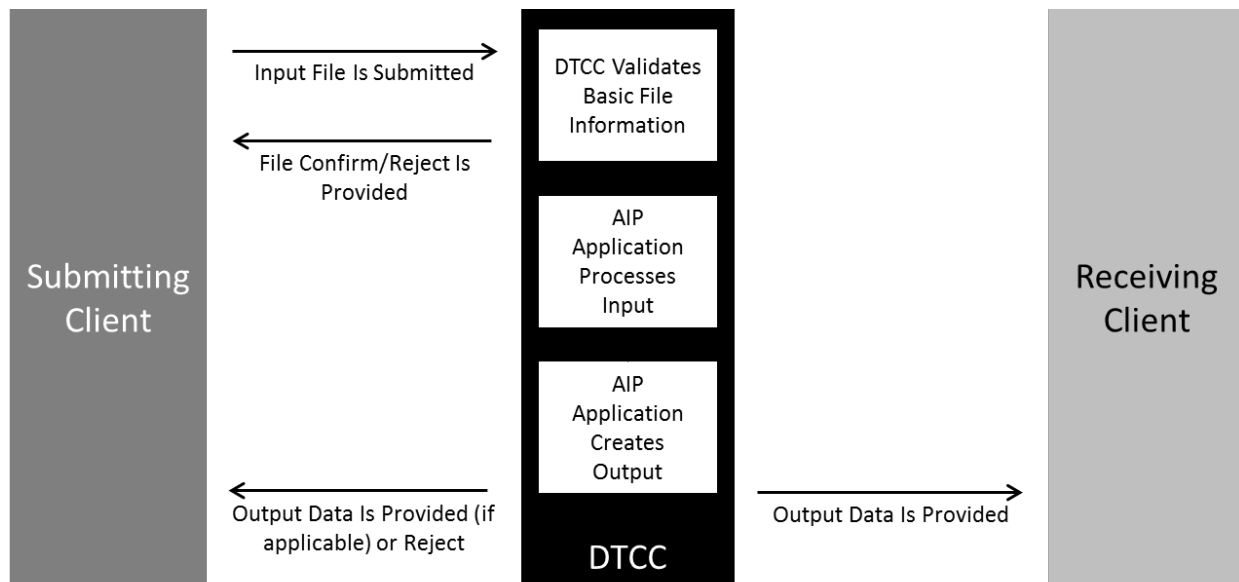 Input File Is Submitted
DTCC Validates
Basic File
Information
File Confirm/Reject Is
Provided
AIP
Application
Processes
Input
Submitting
Client
Receiving
Client
AIP
Application
Creates
Output
Output Data Is Provided (if
applicable) or Reject
Output Data Is Provided
DTCC